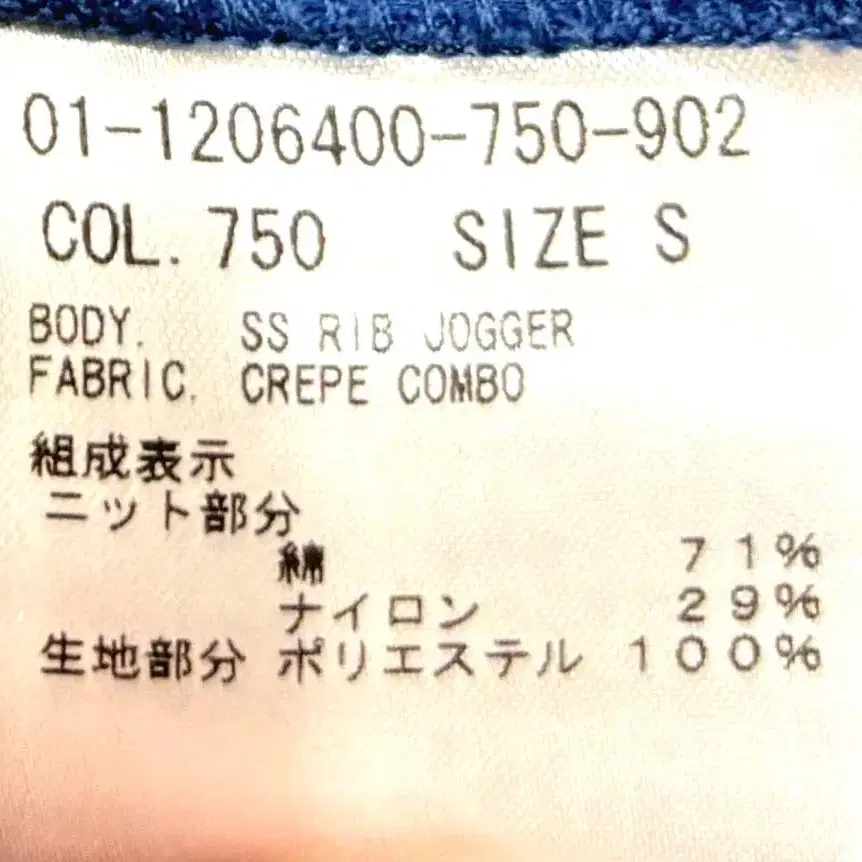 01-1206400-750-902
COL. 750 SIZE S
BODY. SS RIB JOGGER
FABRIC. CREPE COMBO
組成表示
ニット部分
綿 71%
ナイロン 29%
生地部分 ポリエステル 100%